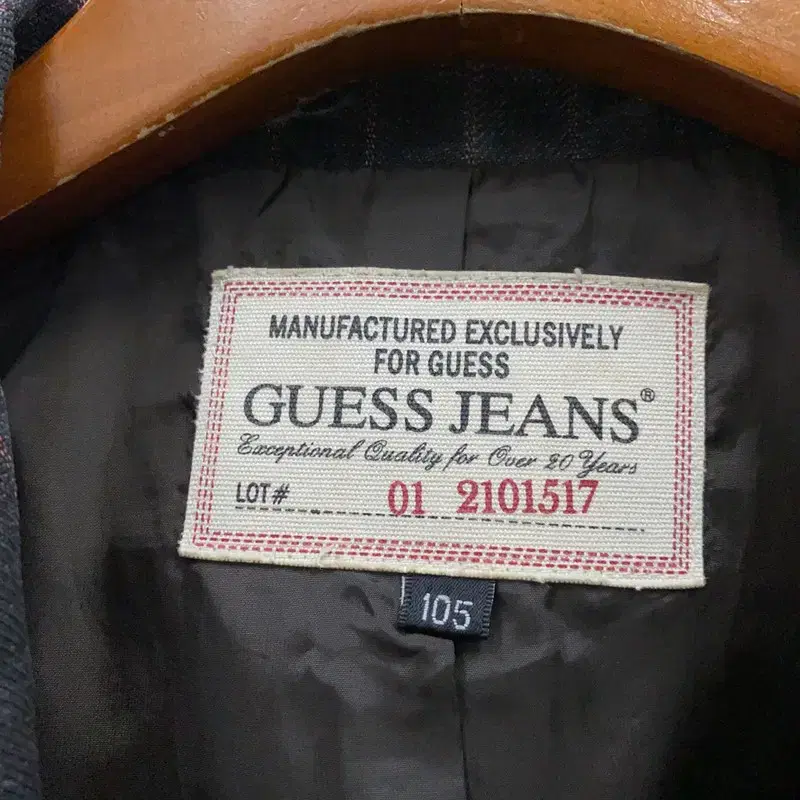 MANUFACTURED EXCLUSIVELY
FOR GUESS
GUESS JEANS®
Exceptional Quality for Over 20 Years
LOT# 01 2101517
105